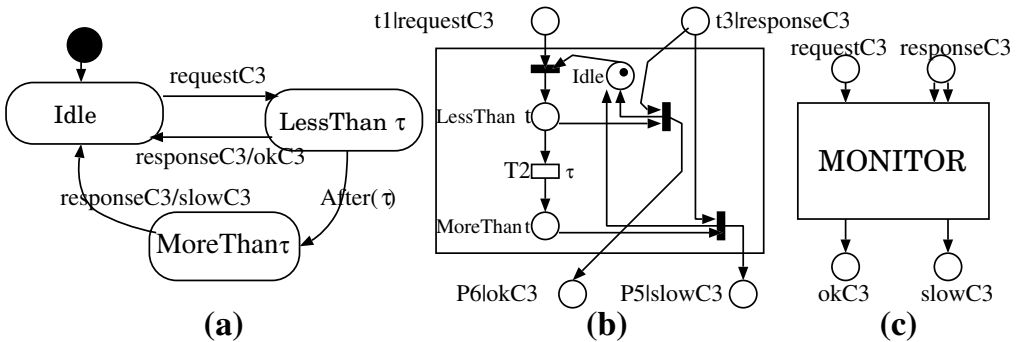 requestC3
Idle
LessThan τ
responseC3/okC3
responseC3/slowC3
After(τ)
MoreThanτ
(a)
t1|requestC3
t3|responseC3
Idle
LessThan t
T2 τ
MoreThan t
P6|okC3
P5|slowC3
(b)
requestC3
responseC3
MONITOR
okC3
slowC3
(c)